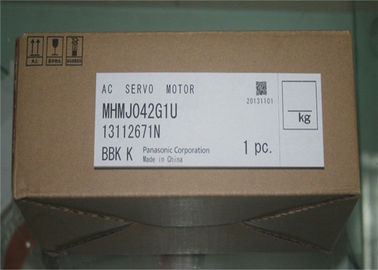 AC SERVO MOTOR
20131101
MHMJ042G1U
13112671N
kg
BBK K Panasonic Corporation
Made in China
1 pc.